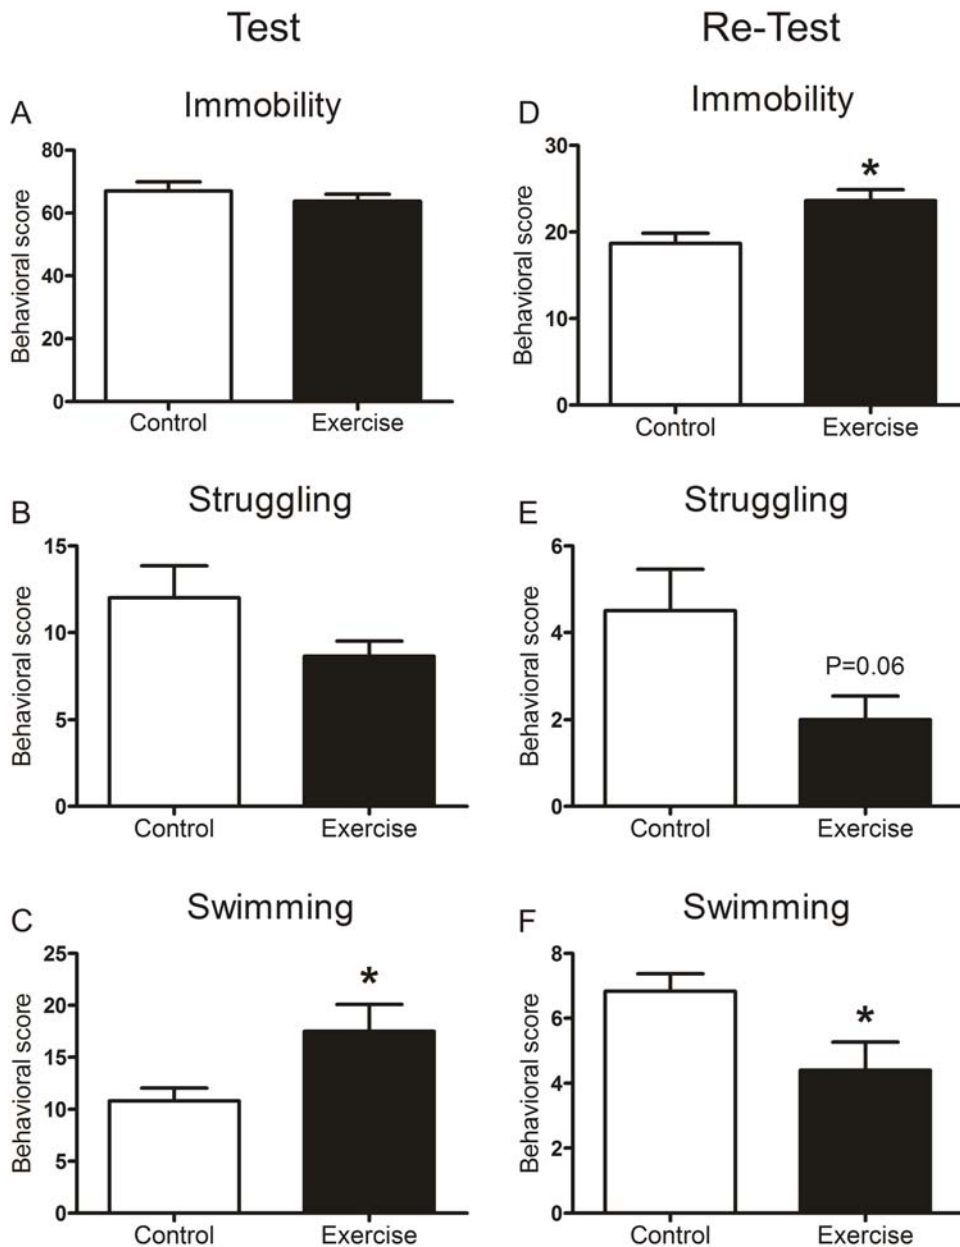 Test
Re-Test
A
Immobility
Behavioral score
80
60
40
20
0
Control
Exercise
D
Immobility
Behavioral score
30
20
10
0
*
Control
Exercise
B
Struggling
Behavioral score
15
10
5
0
Control
Exercise
E
Struggling
Behavioral score
6
4
2
0
P=0.06
Control
Exercise
C
Swimming
Behavioral score
25
20
15
10
5
0
*
Control
Exercise
F
Swimming
Behavioral score
8
6
4
2
0
*
Control
Exercise